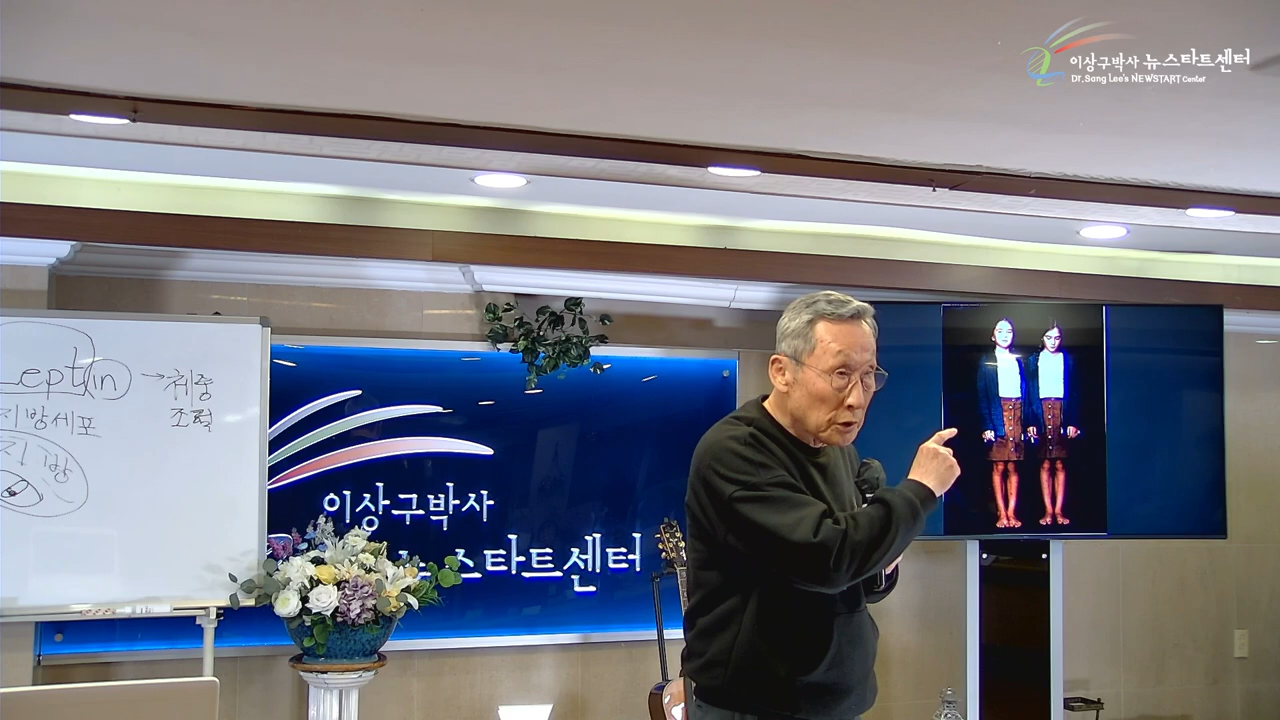 이상구박사 뉴스타트센터
Dr.Sang Lee's NEWSTART Center
Leptin → 체중
지방세포 조절
지방
이상구박사
뉴스타트센터